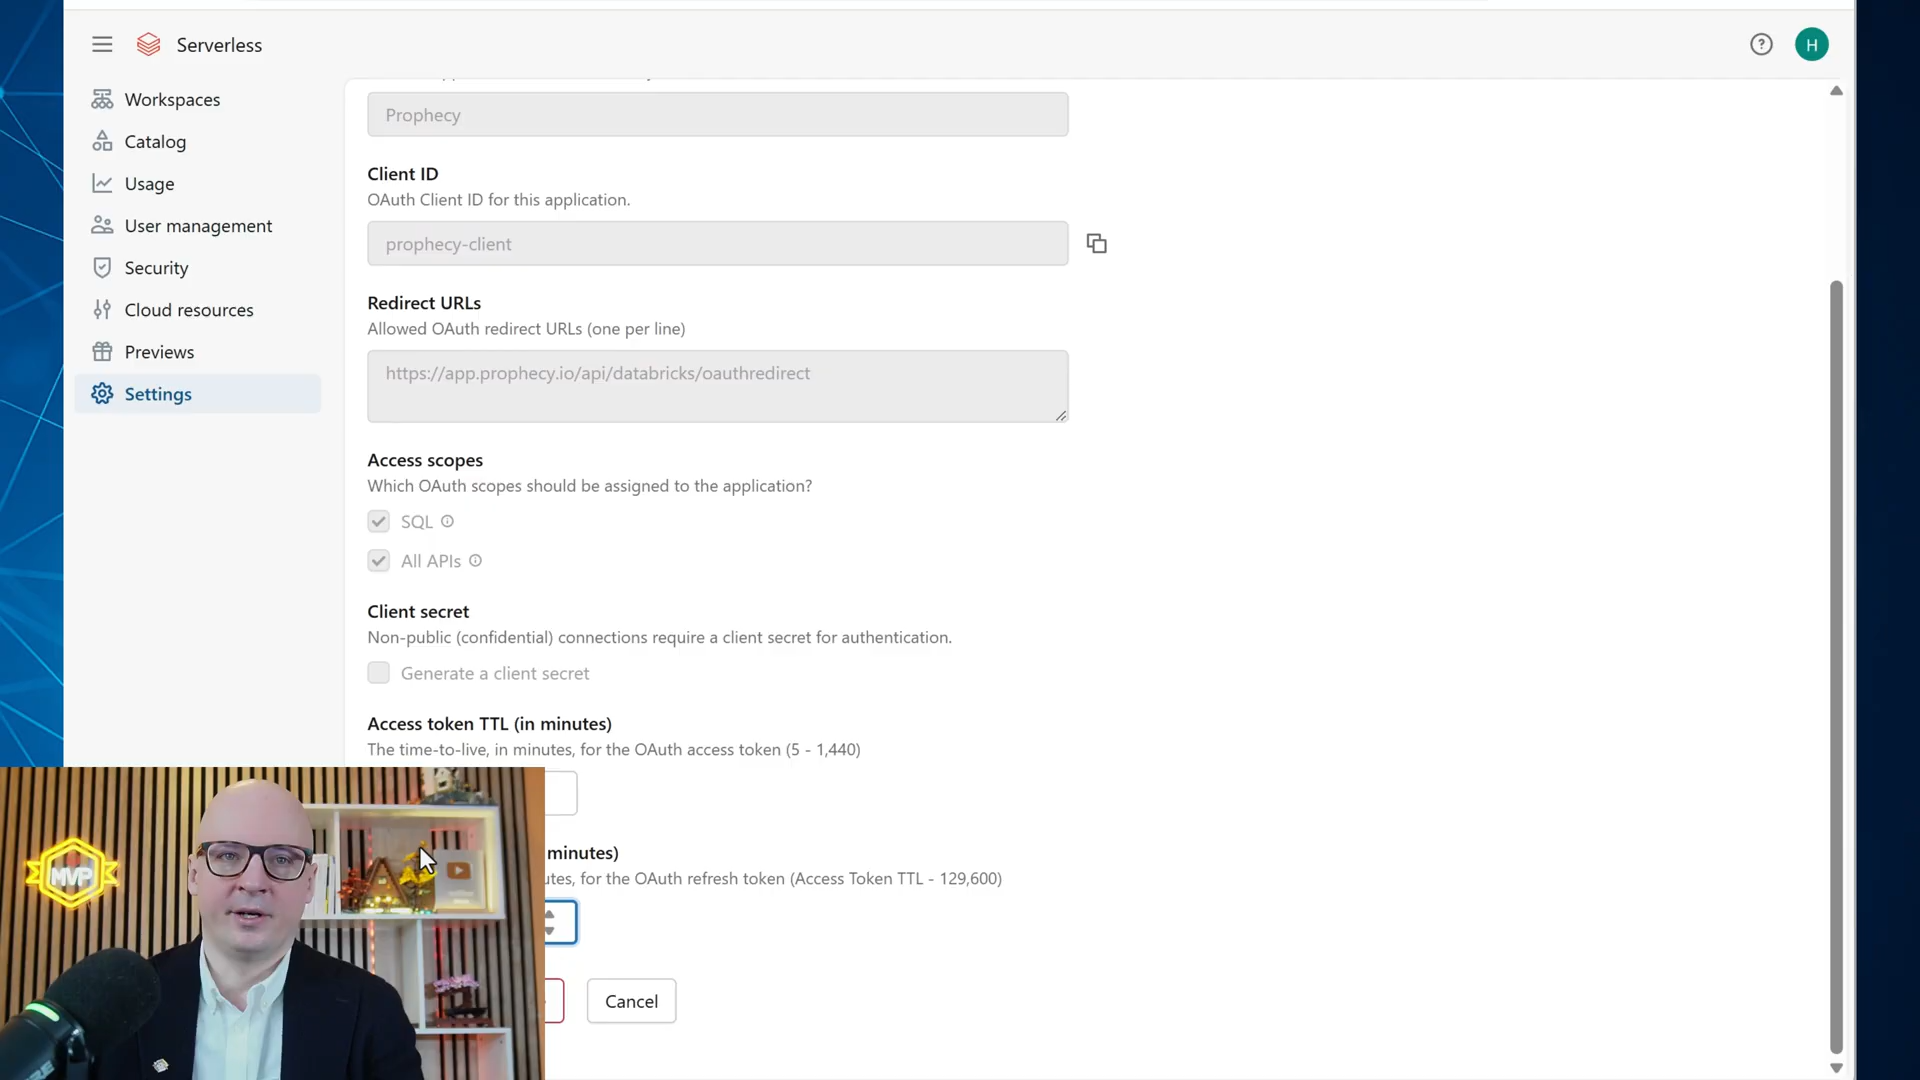 Serverless
H
Workspaces
Catalog
Usage
User management
Security
Cloud resources
Previews
Settings
Prophecy
Client ID
OAuth Client ID for this application.
prophecy-client
Redirect URLs
Allowed OAuth redirect URLs (one per line)
https://app.prophecy.io/api/databricks/oauthredirect
Access scopes
Which OAuth scopes should be assigned to the application?
SQL
All APIs
Client secret
Non-public (confidential) connections require a client secret for authentication.
Generate a client secret
Access token TTL (in minutes)
The time-to-live, in minutes, for the OAuth access token (5 - 1,440)
minutes)
utes, for the OAuth refresh token (Access Token TTL - 129,600)
Cancel
MVP